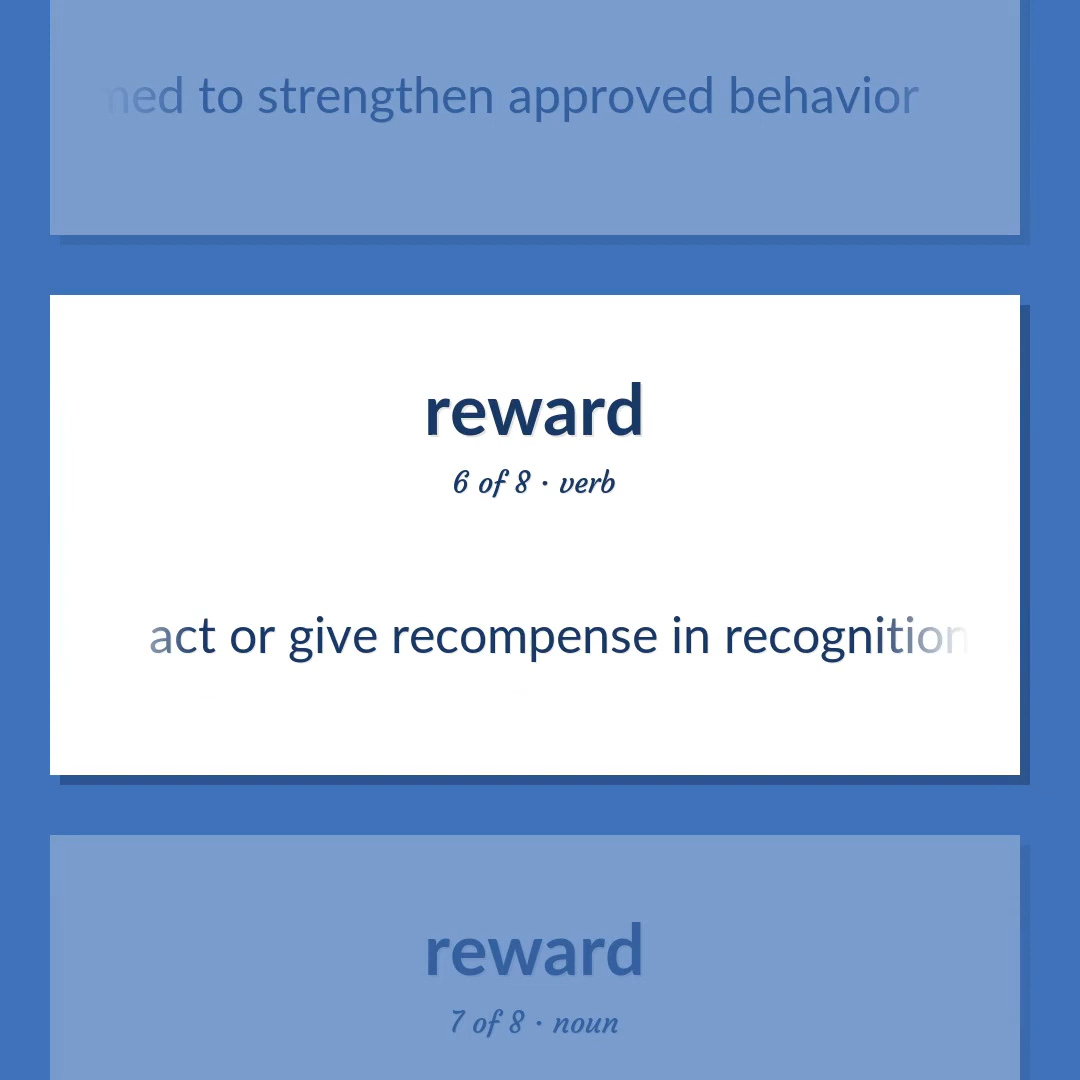 ned to strengthen approved behavior
reward
6 of 8 · verb
act or give recompense in recognition
reward
7 of 8 · noun